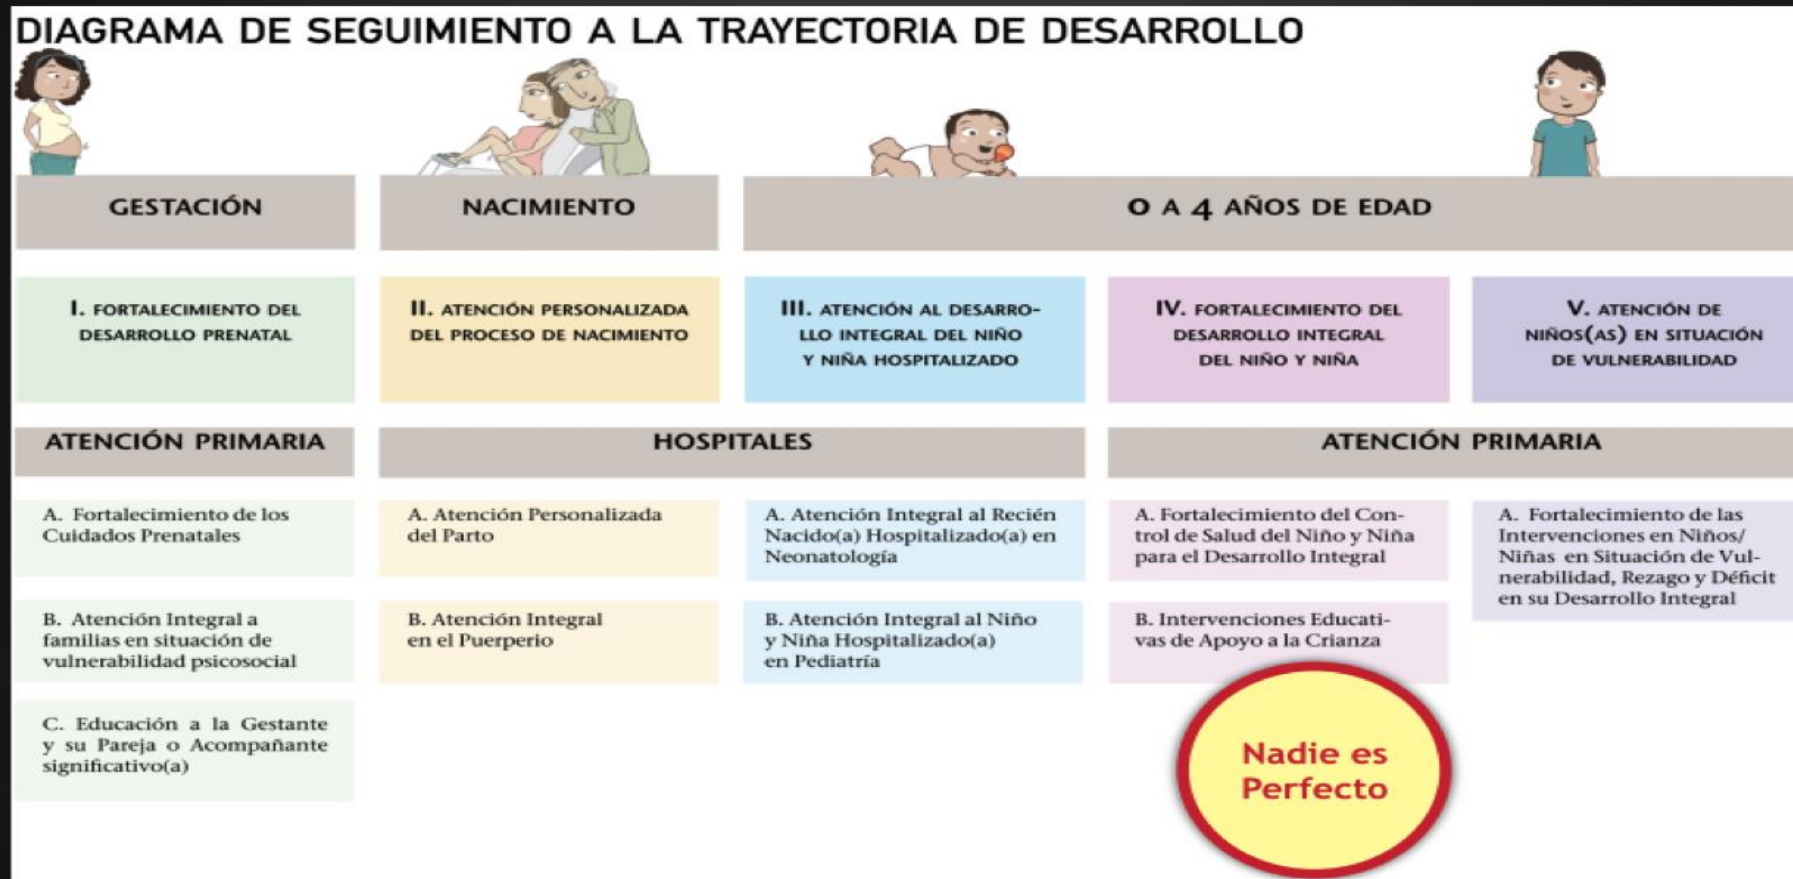 DIAGRAMA DE SEGUIMIENTO A LA TRAYECTORIA DE DESARROLLO
GESTACIÓN
NACIMIENTO
0 A 4 AÑOS DE EDAD
I. FORTALECIMIENTO DEL
DESARROLLO PRENATAL
II. ATENCIÓN PERSONALIZADA
DEL PROCESO DE NACIMIENTO
III. ATENCIÓN AL DESARRO-
LLO INTEGRAL DEL NIÑO
Y NIÑA HOSPITALIZADO
IV. FORTALECIMIENTO DEL
DESARROLLO INTEGRAL
DEL NIÑO Y NIÑA
V. ATENCIÓN DE
NIÑOS(AS) EN SITUACIÓN
DE VULNERABILIDAD
ATENCIÓN PRIMARIA
HOSPITALES
ATENCIÓN PRIMARIA
A. Fortalecimiento de los
Cuidados Prenatales
B. Atención Integral a
familias en situación de
vulnerabilidad psicosocial
C. Educación a la Gestante
y su Pareja o Acompañante
significativo(a)
A. Atención Personalizada
del Parto
B. Atención Integral
en el Puerperio
A. Atención Integral al Recién
Nacido(a) Hospitalizado(a) en
Neonatología
B. Atención Integral al Niño
y Niña Hospitalizado(a)
en Pediatría
A. Fortalecimiento del Con-
trol de Salud del Niño y Niña
para el Desarrollo Integral
B. Intervenciones Educati-
vas de Apoyo a la Crianza
Nadie es
Perfecto
A. Fortalecimiento de las
Intervenciones en Niños/
Niñas en Situación de Vul-
nerabilidad, Rezago y Déficit
en su Desarrollo Integral